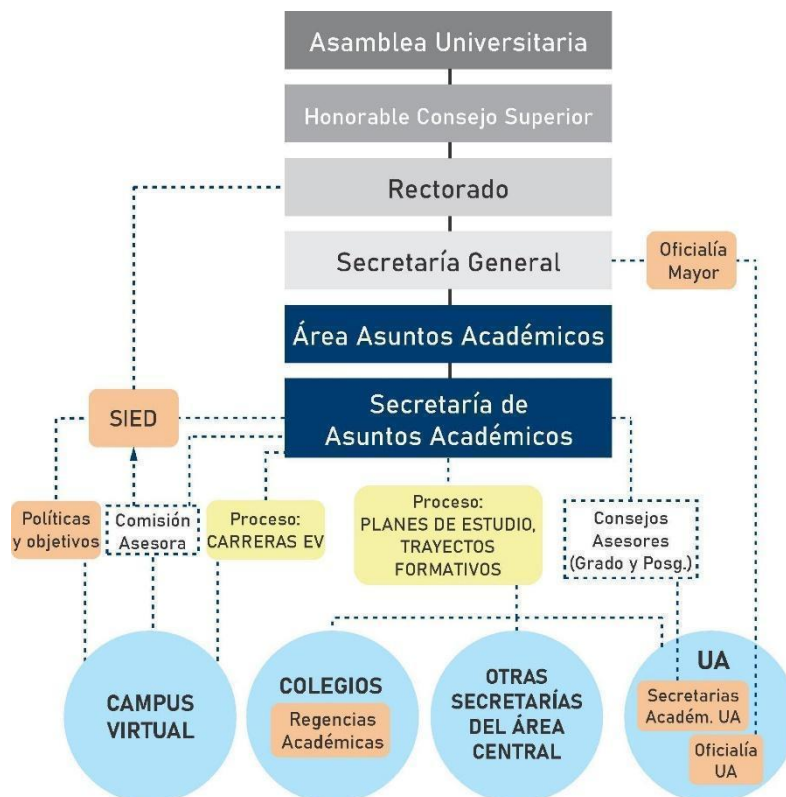 Asamblea Universitaria
Honorable Consejo Superior
Rectorado
Secretaría General
Oficialía
Mayor
Área Asuntos Académicos
Secretaría de
Asuntos Académicos
SIED
Políticas
y objetivos
Comisión
Asesora
Proceso:
CARRERAS EV
Proceso:
PLANES DE ESTUDIO,
TRAYECTOS
FORMATIVOS
Consejos
Asesores
(Grado y Posg.)
CAMPUS
VIRTUAL
COLEGIOS
Regencias
Académicas
OTRAS
SECRETARÍAS
DEL ÁREA
CENTRAL
UA
Secretarias
Académ. UA
Oficialía
UA